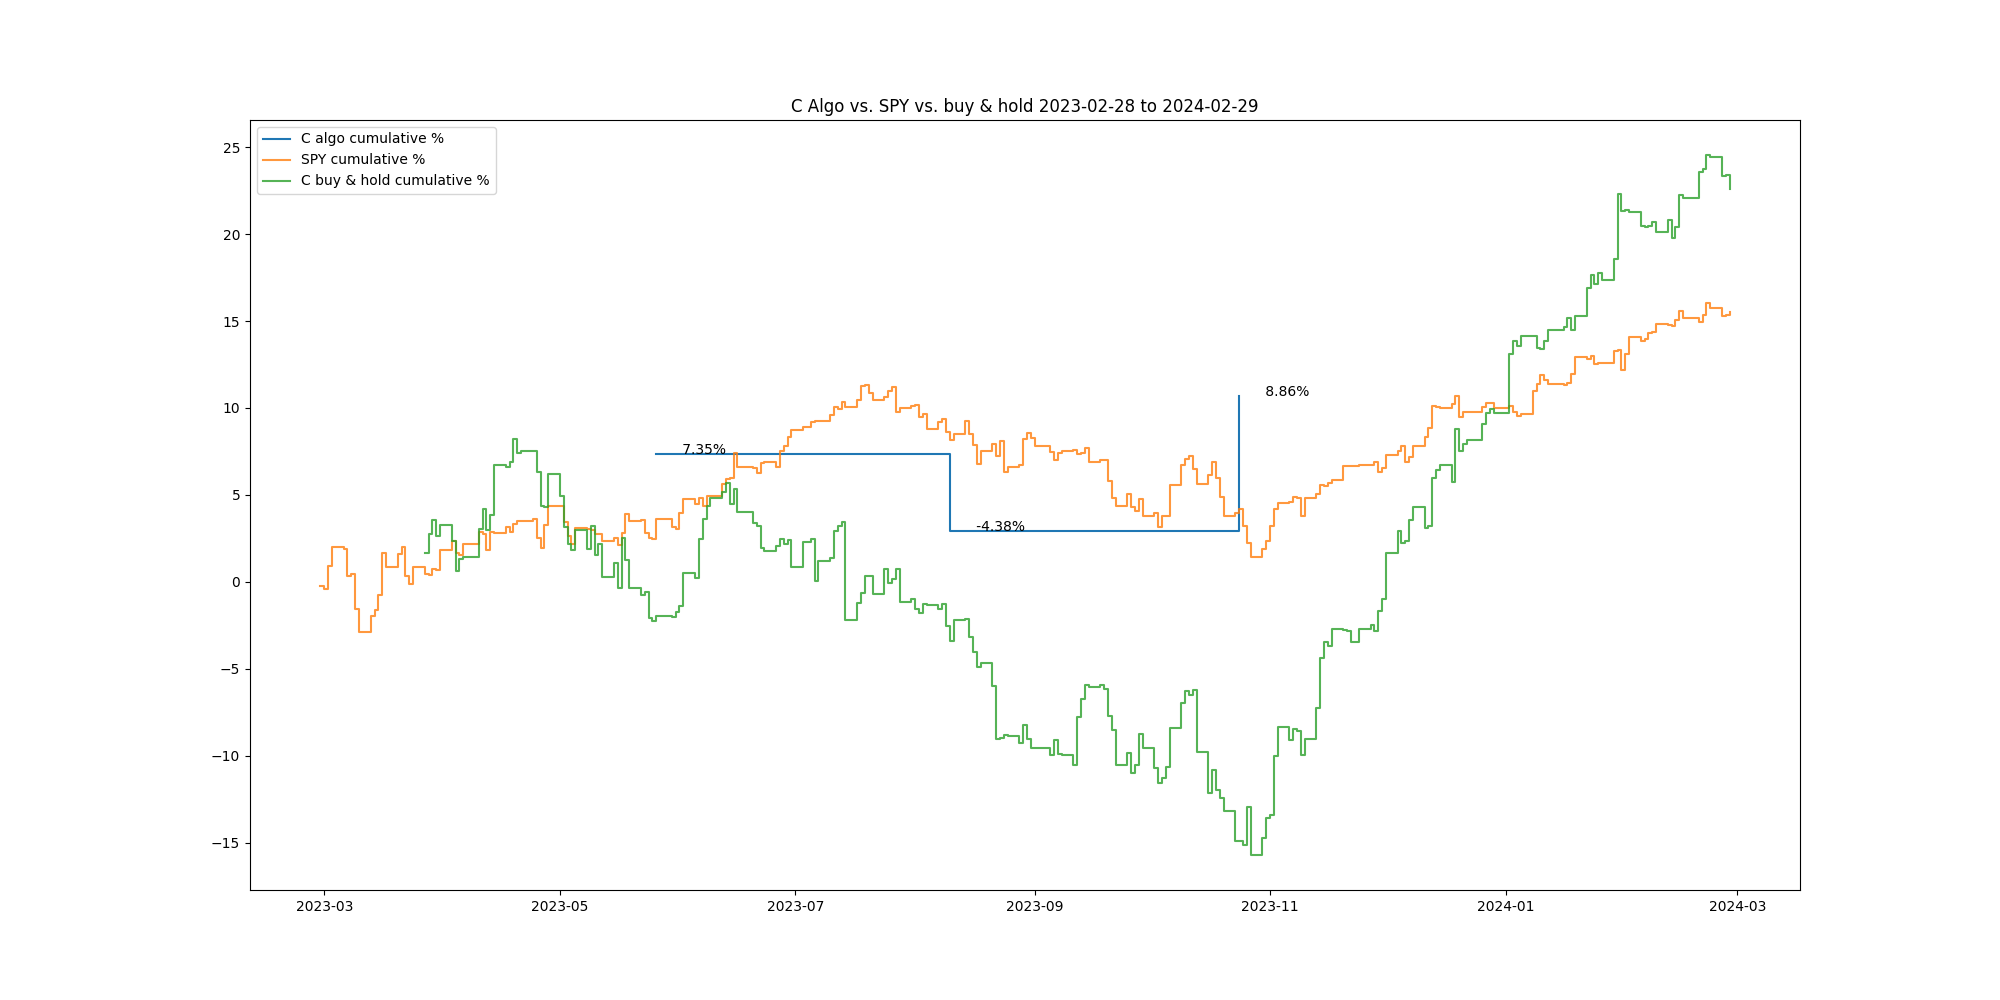 C Algo vs. SPY vs. buy & hold 2023-02-28 to 2024-02-29
C algo cumulative %
SPY cumulative %
C buy & hold cumulative %
25
20
15
10
5
0
−5
−10
−15
8.86%
7.35%
-4.38%
2023-03 2023-05 2023-07 2023-09 2023-11 2024-01 2024-03